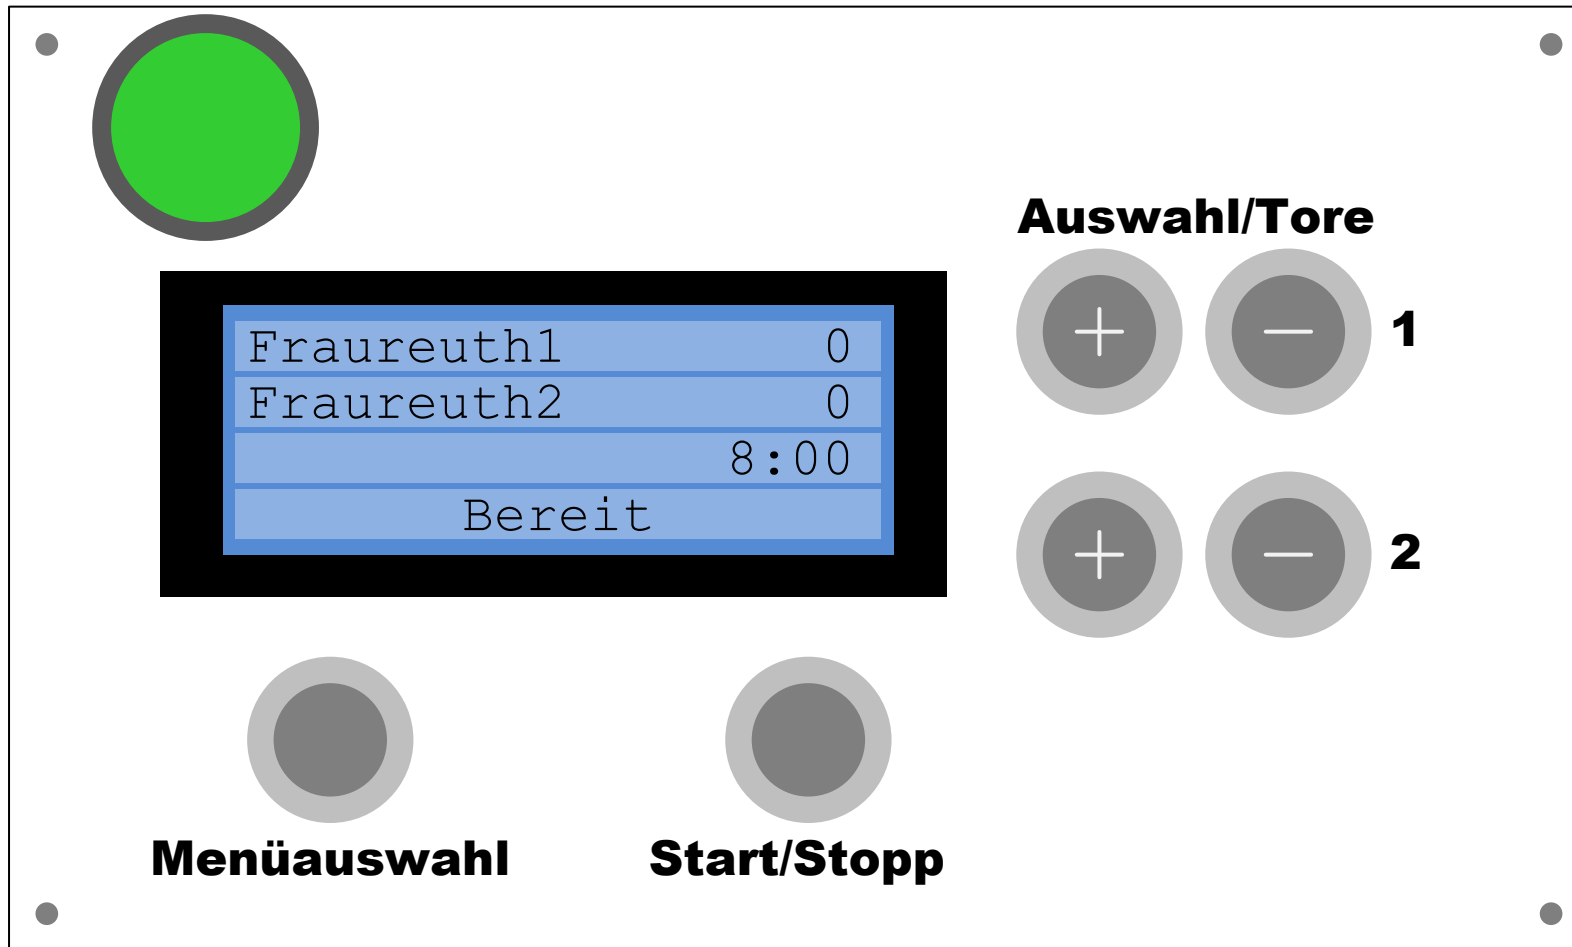 Auswahl/Tore
Fraureuth1 0
+ − 1
Fraureuth2 0
8:00
Bereit
+ − 2
Menüauswahl
Start/Stopp